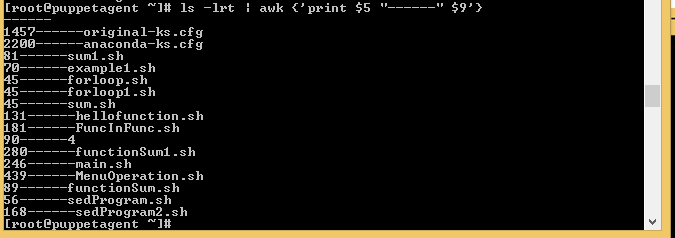 [root@puppetagent ~]# ls -lrt | awk {'print $5 "------" $9'}
------
1457------original-ks.cfg
2200------anaconda-ks.cfg
81------sum1.sh
70------example1.sh
45------forloop.sh
45------forloop1.sh
45------sum.sh
131------hellofunction.sh
181------FuncInFunc.sh
90------4
280------functionSum1.sh
246------main.sh
439------MenuOperation.sh
89------functionSum.sh
56------sedProgram.sh
168------sedProgram2.sh
[root@puppetagent ~]#